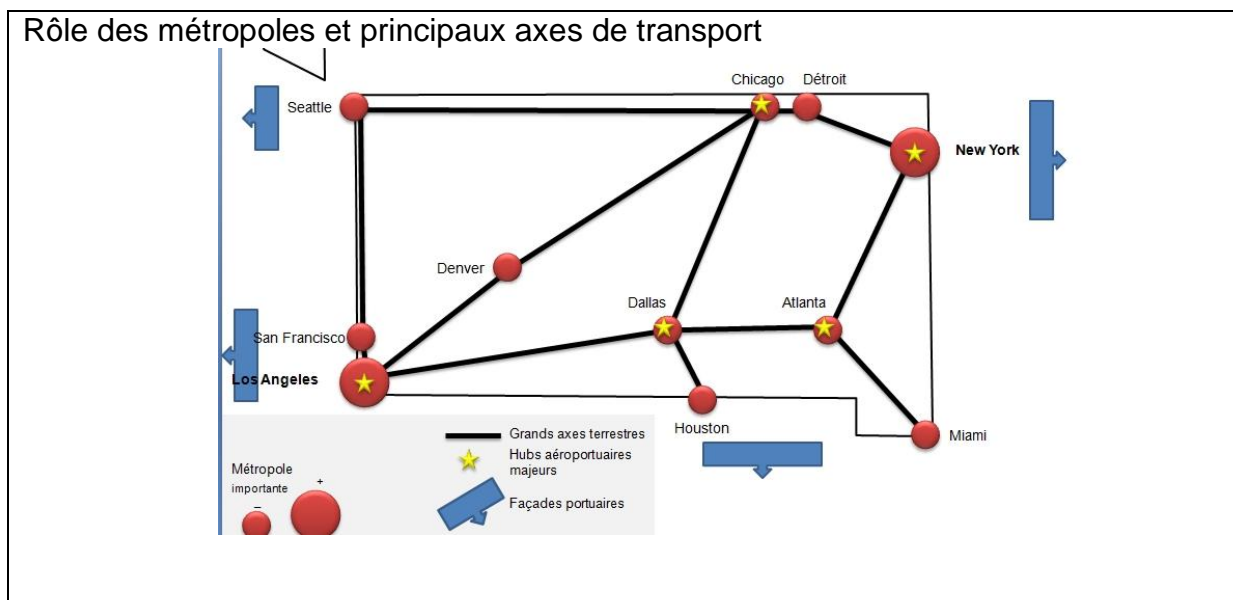 Rôle des métropoles et principaux axes de transport
Chicago
Détroit
Seattle
New York
Denver
Dallas
Atlanta
San Francisco
Los Angeles
Houston
Miami
Grands axes terrestres
Hubs aéroportuaires
majeurs
Façades portuaires
Métropole
importante
+
–